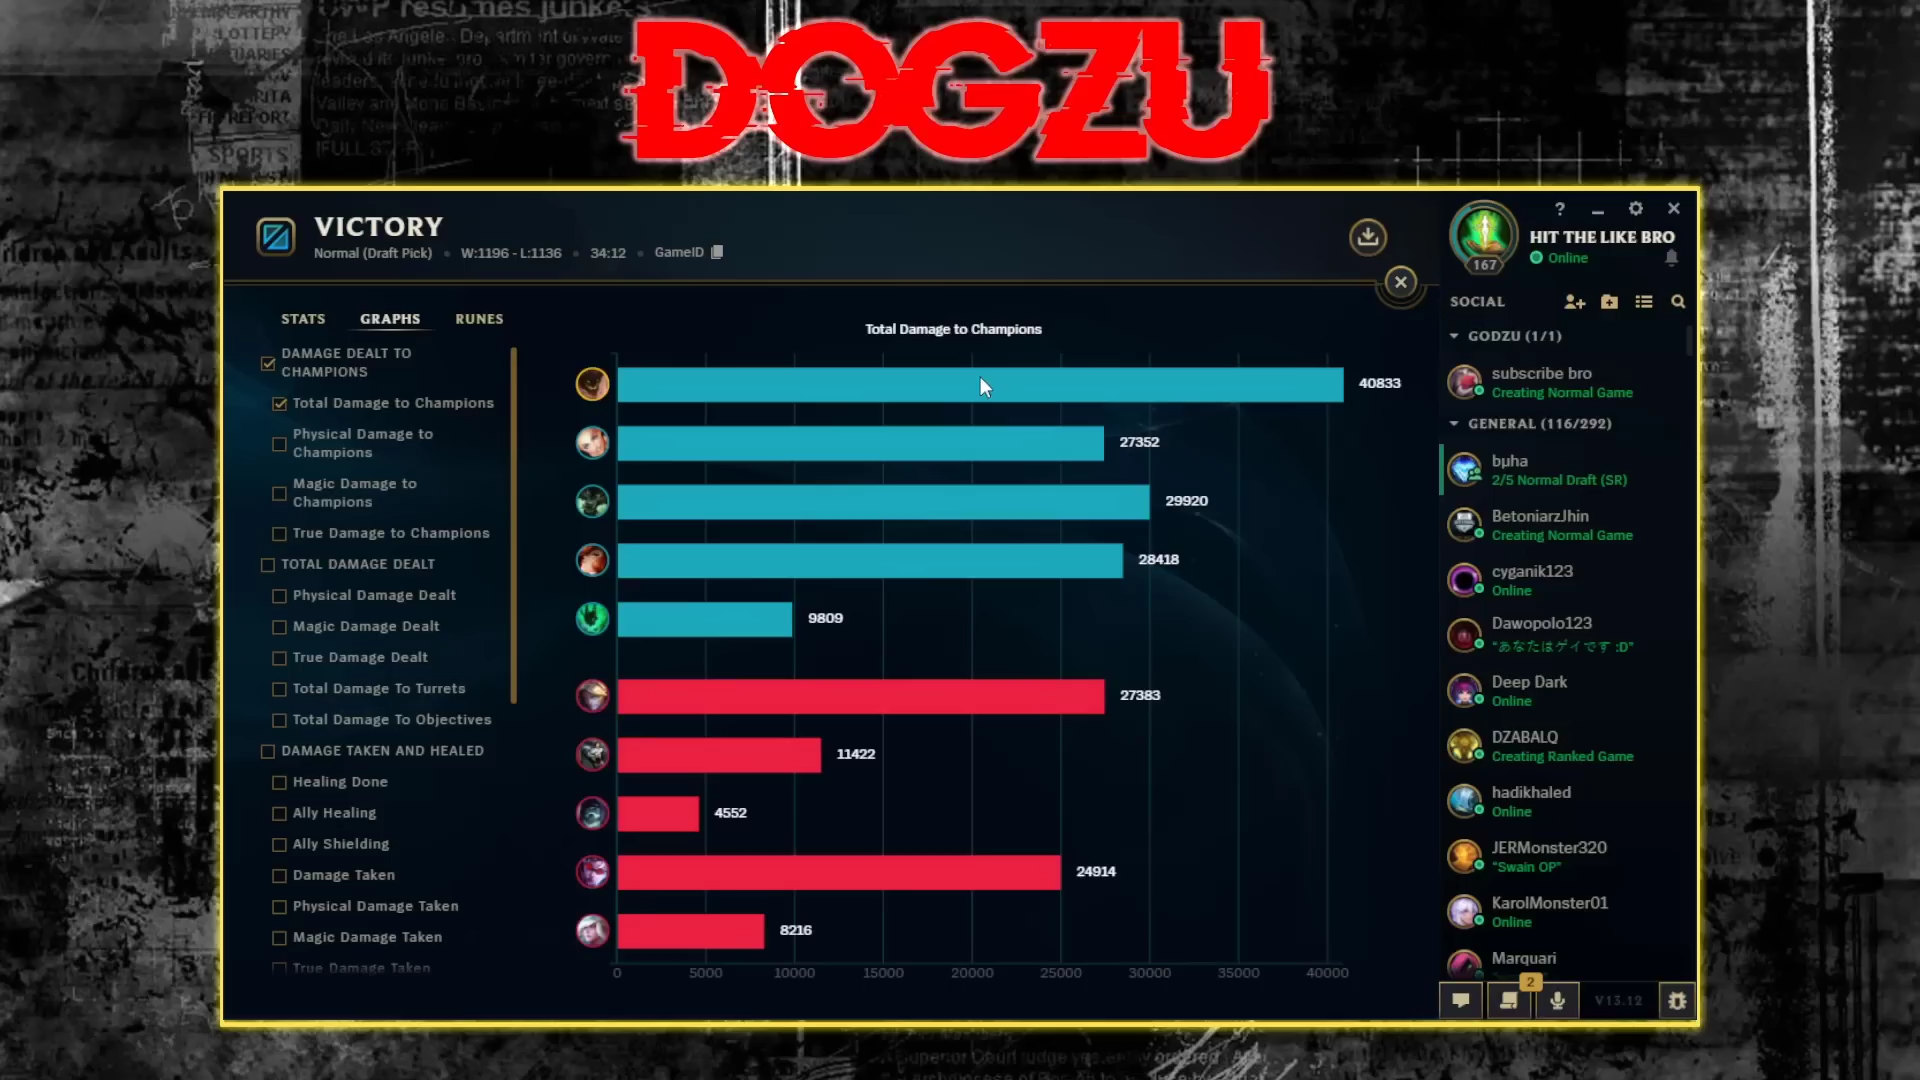 DOGZU
LOTTERY
SPORTS
VICTORY
Normal (Draft Pick) • W:1196 - L:1136 • 34:12 • GameID
STATS GRAPHS RUNES
DAMAGE DEALT TO
CHAMPIONS
Total Damage to Champions
Physical Damage to
Champions
Magic Damage to
Champions
True Damage to Champions
TOTAL DAMAGE DEALT
Physical Damage Dealt
Magic Damage Dealt
True Damage Dealt
Total Damage To Turrets
Total Damage To Objectives
DAMAGE TAKEN AND HEALED
Healing Done
Ally Healing
Ally Shielding
Damage Taken
Physical Damage Taken
Magic Damage Taken
True Damage Taken
Total Damage to Champions
40833
27352
29920
28418
9809
27383
11422
4552
24914
8216
0 5000 10000 15000 20000 25000 30000 35000 40000
?
HIT THE LIKE BRO
167
Online
SOCIAL
GODZU (1/1)
subscribe bro
Creating Normal Game
GENERAL (116/292)
bµha
2/5 Normal Draft (SR)
BetoniarzJhin
Creating Normal Game
cyganik123
Online
Dawopolo123
"あなたはゲイです :D"
Deep Dark
Online
DZABALQ
Creating Ranked Game
hadikhaled
Online
JERMonster320
"Swain OP"
KarolMonster01
Online
Marquari
2
V13.12